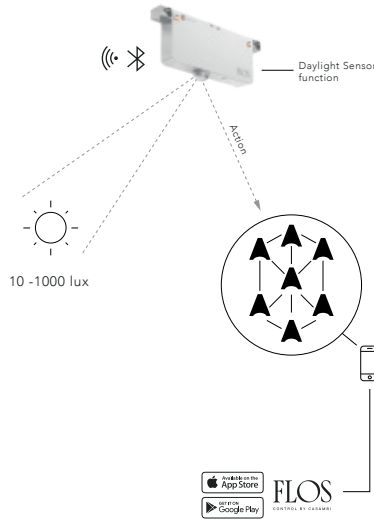 FLOS
Daylight Sensor
function
Action
10 -1000 lux
Available on the
App Store
GET IT ON
Google Play
FLOS
CONTROL BY CASAMBI